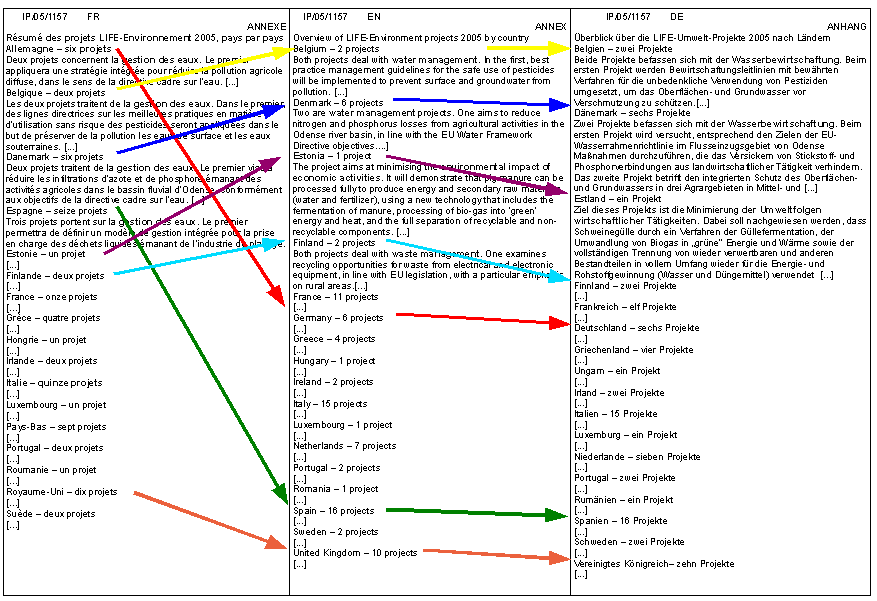 IP/05/1157 FR
ANNEXE
Résumé des projets LIFE-Environnement 2005, pays par pays
Allemagne – six projets
Deux projets concernent la gestion des eaux. Le premier
appliquera une stratégie intégrée pour réduire la pollution agricole
diffuse, dans le sens de la directive cadre sur l'eau. [...]
Belgique – deux projets
Les deux projets traitent de la gestion des eaux. Dans le premier
des lignes directrices sur les meilleures pratiques en matière
d'utilisation sans risque des pesticides seront appliquées dans le
but de préserver de la pollution les eaux de surface et les eaux
souterraines. [...]
Danemark – six projets
Deux projets traitent de la gestion des eaux. Le premier vise à
réduire les infiltrations d'azote et de phosphore émanant des
activités agricoles dans le bassin fluvial d'Odense conformément
aux objectifs de la directive cadre sur l'eau.
Espagne – seize projets
Trois projets portent sur la gestion des eaux. Le premier
permettra de définir un modèle de gestion intégrée pour la prise
en charge des déchets liquides émanant de l'industrie du
Estonie – un projet
[...]
Finlande – deux projets
[...]
France – onze projets
[...]
Grèce – quatre projets
[...]
Hongrie – un projet
[...]
Irlande – deux projets
[...]
Italie – quinze projets
[...]
Luxembourg – un projet
[...]
Pays-Bas – sept projets
[...]
Portugal – deux projets
[...]
Roumanie – un projet
[...]
Royaume-Uni – dix projets
[...]
Suède – deux projets
[...]
IP/05/1157 EN
ANNEX
Overview of LIFE-Environment projects 2005 by country
Belgium – 2 projects
Both projects deal with water management. In the first, best
practice management guidelines for the safe use of pesticides
will be implemented to prevent surface and groundwater from
pollution. [...]
Denmark – 6 projects
Two are water management projects. One aims to reduce
nitrogen and phosphorus losses from agricultural activities in the
Odense river basin, in line with the EU Water Framework
Directive objectives....]
Estonia – 1 project
The project aims at minimising the environmental impact of
economic activities. It will demonstrate that pig manure can be
processed fully to produce energy and secondary raw materials
(water and fertilizer), using a new technology that includes the
fermentation of manure, processing of bio-gas into 'green'
energy and heat, and the full separation of recyclable and non-
recyclable components. [...]
Finland – 2 projects
Both projects deal with waste management. One examines
recycling opportunities for waste from electrical and electronic
equipment, in line with EU legislation, with a particular emphasis
on rural areas.[...]
France – 11 projects
[...]
Germany – 6 projects
[...]
Greece – 4 projects
[...]
Hungary – 1 project
[...]
Ireland – 2 projects
[...]
Italy – 15 projects
[...]
Luxembourg – 1 project
[...]
Netherlands – 7 projects
[...]
Portugal – 2 projects
[...]
Romania – 1 project
[...]
Spain – 16 projects
[...]
Sweden – 2 projects
[...]
United Kingdom – 10 projects
[...]
IP/05/1157 DE
ANHANG
Überblick über die LIFE-Umwelt-Projekte 2005 nach Ländern
Belgien – zwei Projekte
Beide Projekte befassen sich mit der Wasserbewirtschaftung. Beim
ersten Projekt werden Bewirtschaftungsleitlinien mit bewährten
Verfahren für die unbedenkliche Verwendung von Pestiziden
umgesetzt, um das Oberflächen- und Grundwasser vor
Verschmutzung zu schützen.[...]
Dänemark – sechs Projekte
Zwei Projekte befassen sich mit der Wasserbewirtschaftung. Beim
ersten Projekt wird versucht, entsprechend den Zielen der EU-
Wasserrahmenrichtlinie im Flusseinzugsgebiet von Odense
Maßnahmen durchzuführen, die das Versickern von Stickstoff- und
Phosphorverbindungen aus landwirtschaftlicher Tätigkeit verhindern.
Das zweite Projekt betrifft den integrierten Schutz des Oberflächen-
und Grundwassers in drei Agrargebieten in Mittel- und [...]
Estland – ein Projekt
Ziel dieses Projekts ist die Minimierung der Umweltfolgen
wirtschaftlicher Tätigkeiten. Dabei soll nachgewiesen werden, dass
Schweinegülle durch ein Verfahren der Güllefermentation, der
Umwandlung von Biogas in „grüne" Energie und Wärme sowie der
vollständigen Trennung von wieder verwertbaren und anderen
Bestandteilen in vollem Umfang wieder für die Energie- und
Rohstoffgewinnung (Wasser und Düngemittel) verwendet [...]
Finnland – zwei Projekte
[...]
Frankreich – elf Projekte
[...]
Deutschland – sechs Projekte
[...]
Griechenland – vier Projekte
[...]
Ungarn – ein Projekt
[...]
Irland – zwei Projekte
[...]
Italien – 15 Projekte
[...]
Luxemburg – ein Projekt
[...]
Niederlande – sieben Projekte
[...]
Portugal – zwei Projekte
[...]
Rumänien – ein Projekt
[...]
Spanien – 16 Projekte
[...]
Schweden – zwei Projekte
[...]
Vereinigtes Königreich– zehn Projekte
[...]